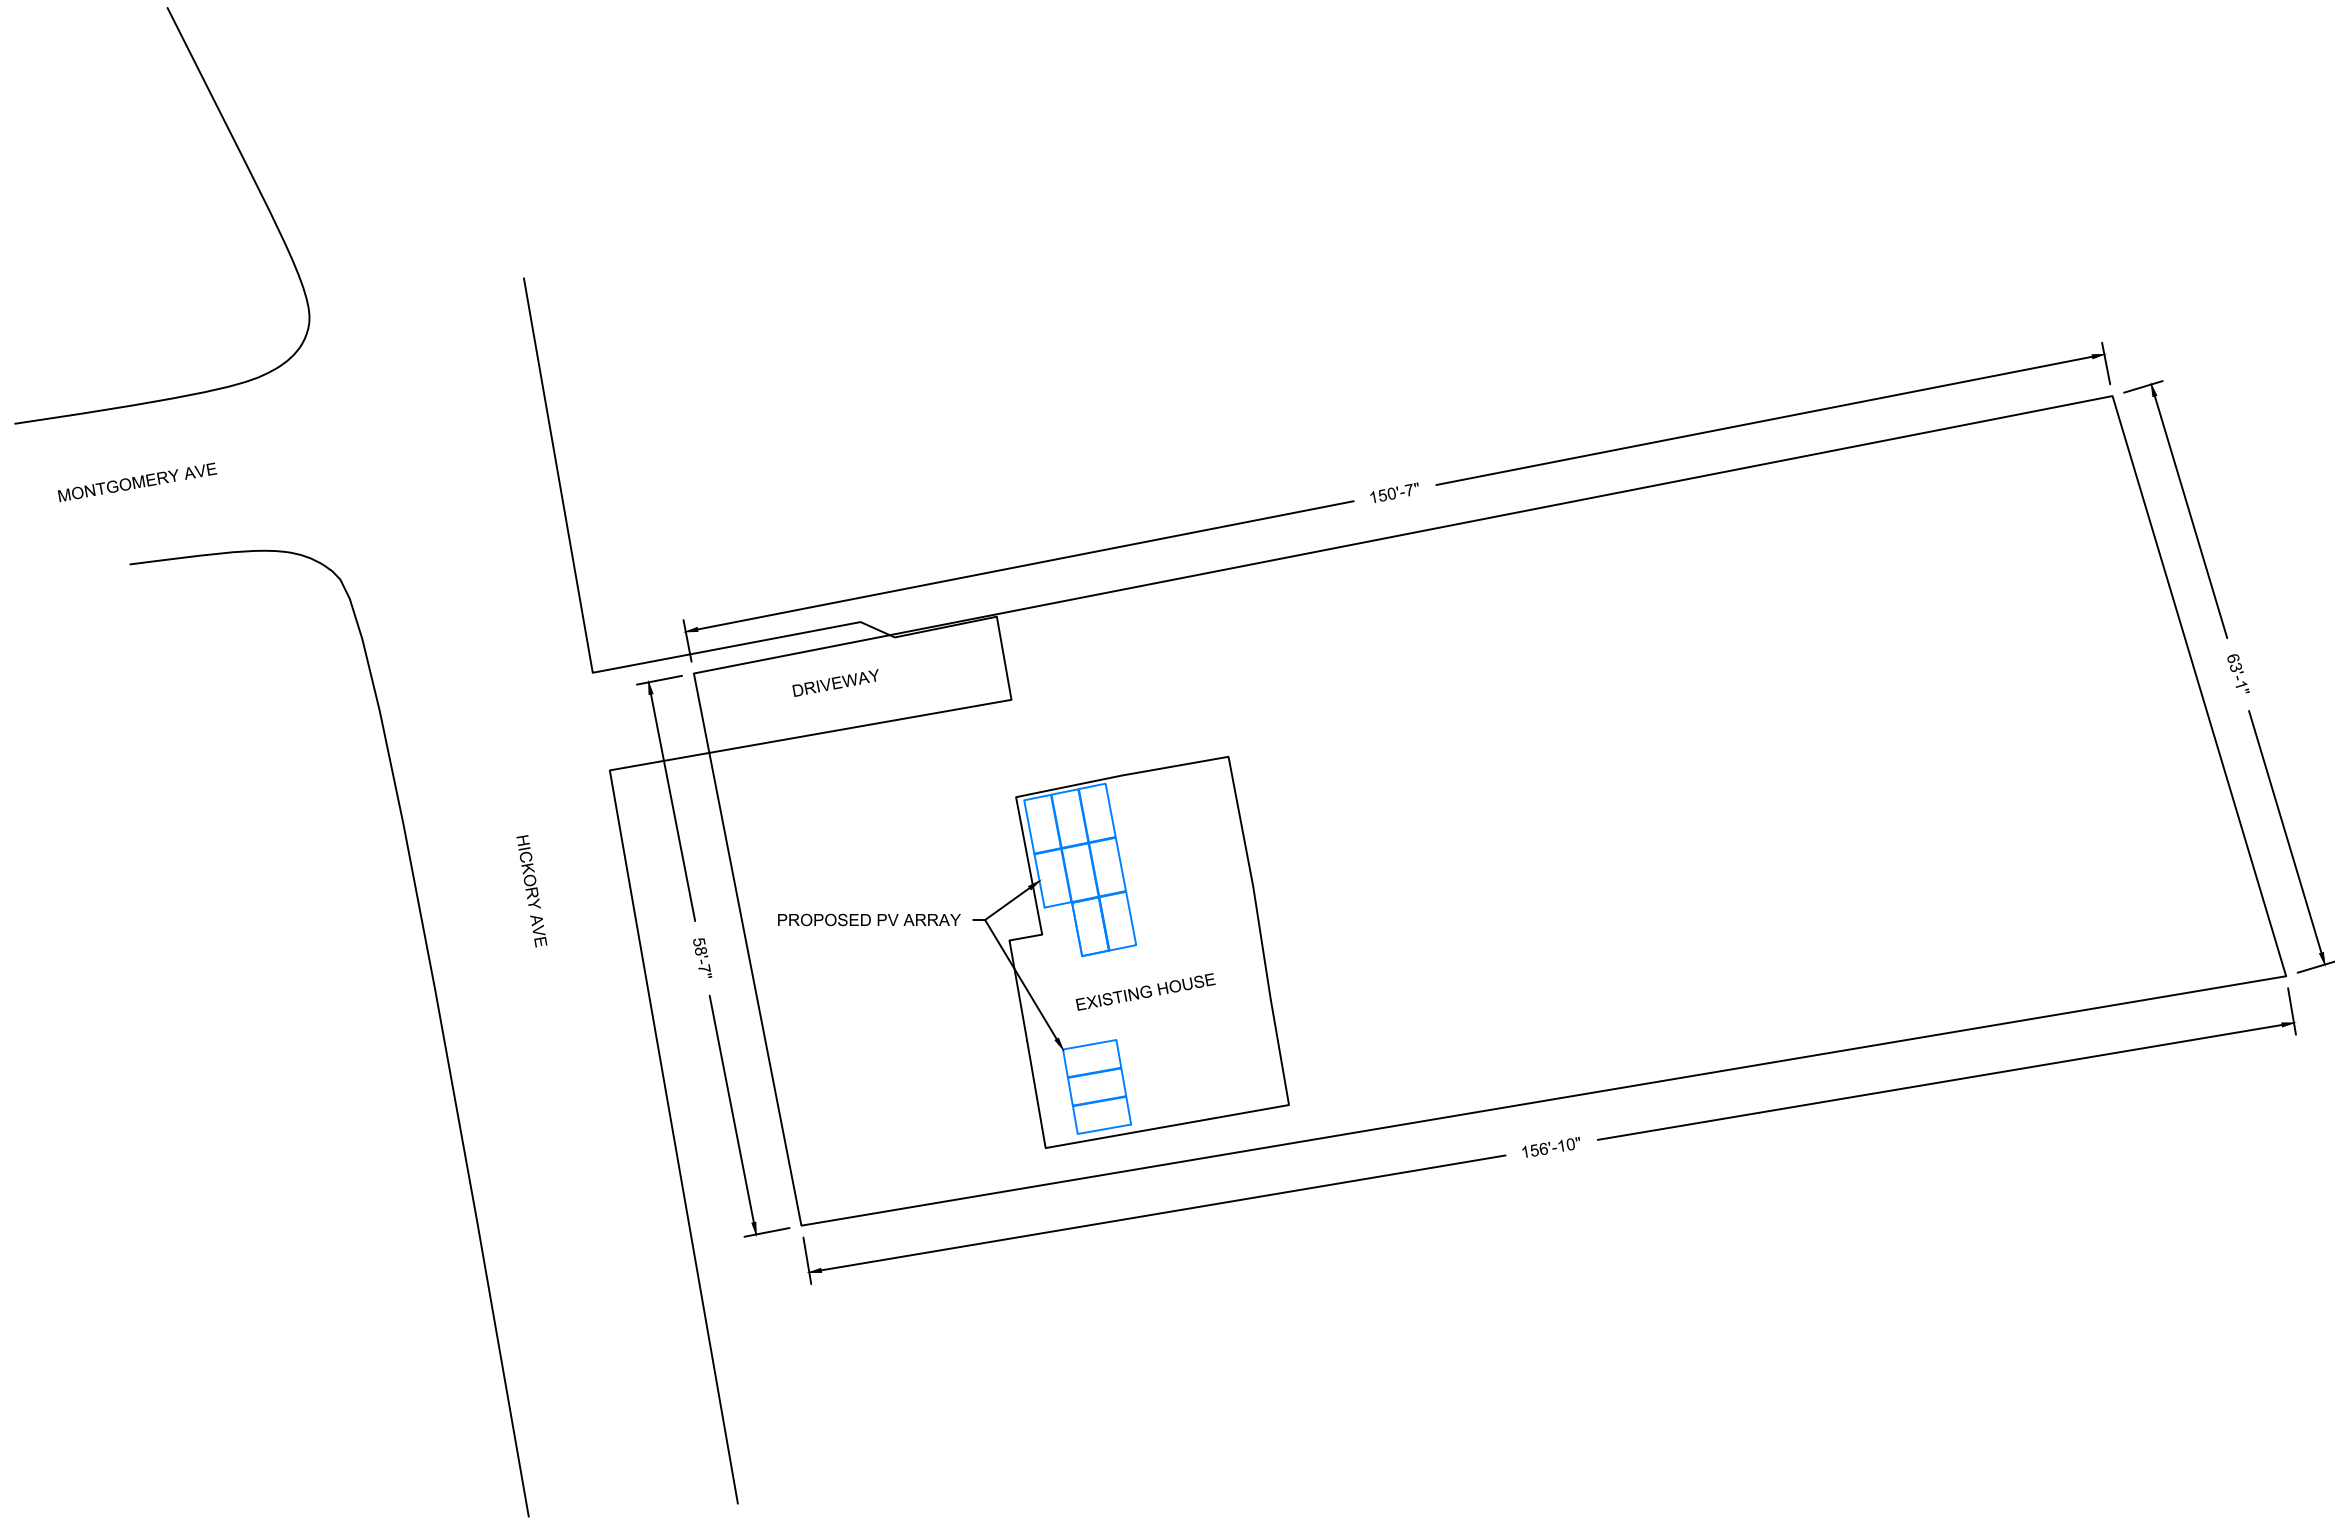 MONTGOMERY AVE
150'-7"
63'-1"
DRIVEWAY
HICKORY AVE
58'-7"
PROPOSED PV ARRAY
EXISTING HOUSE
156'-10"